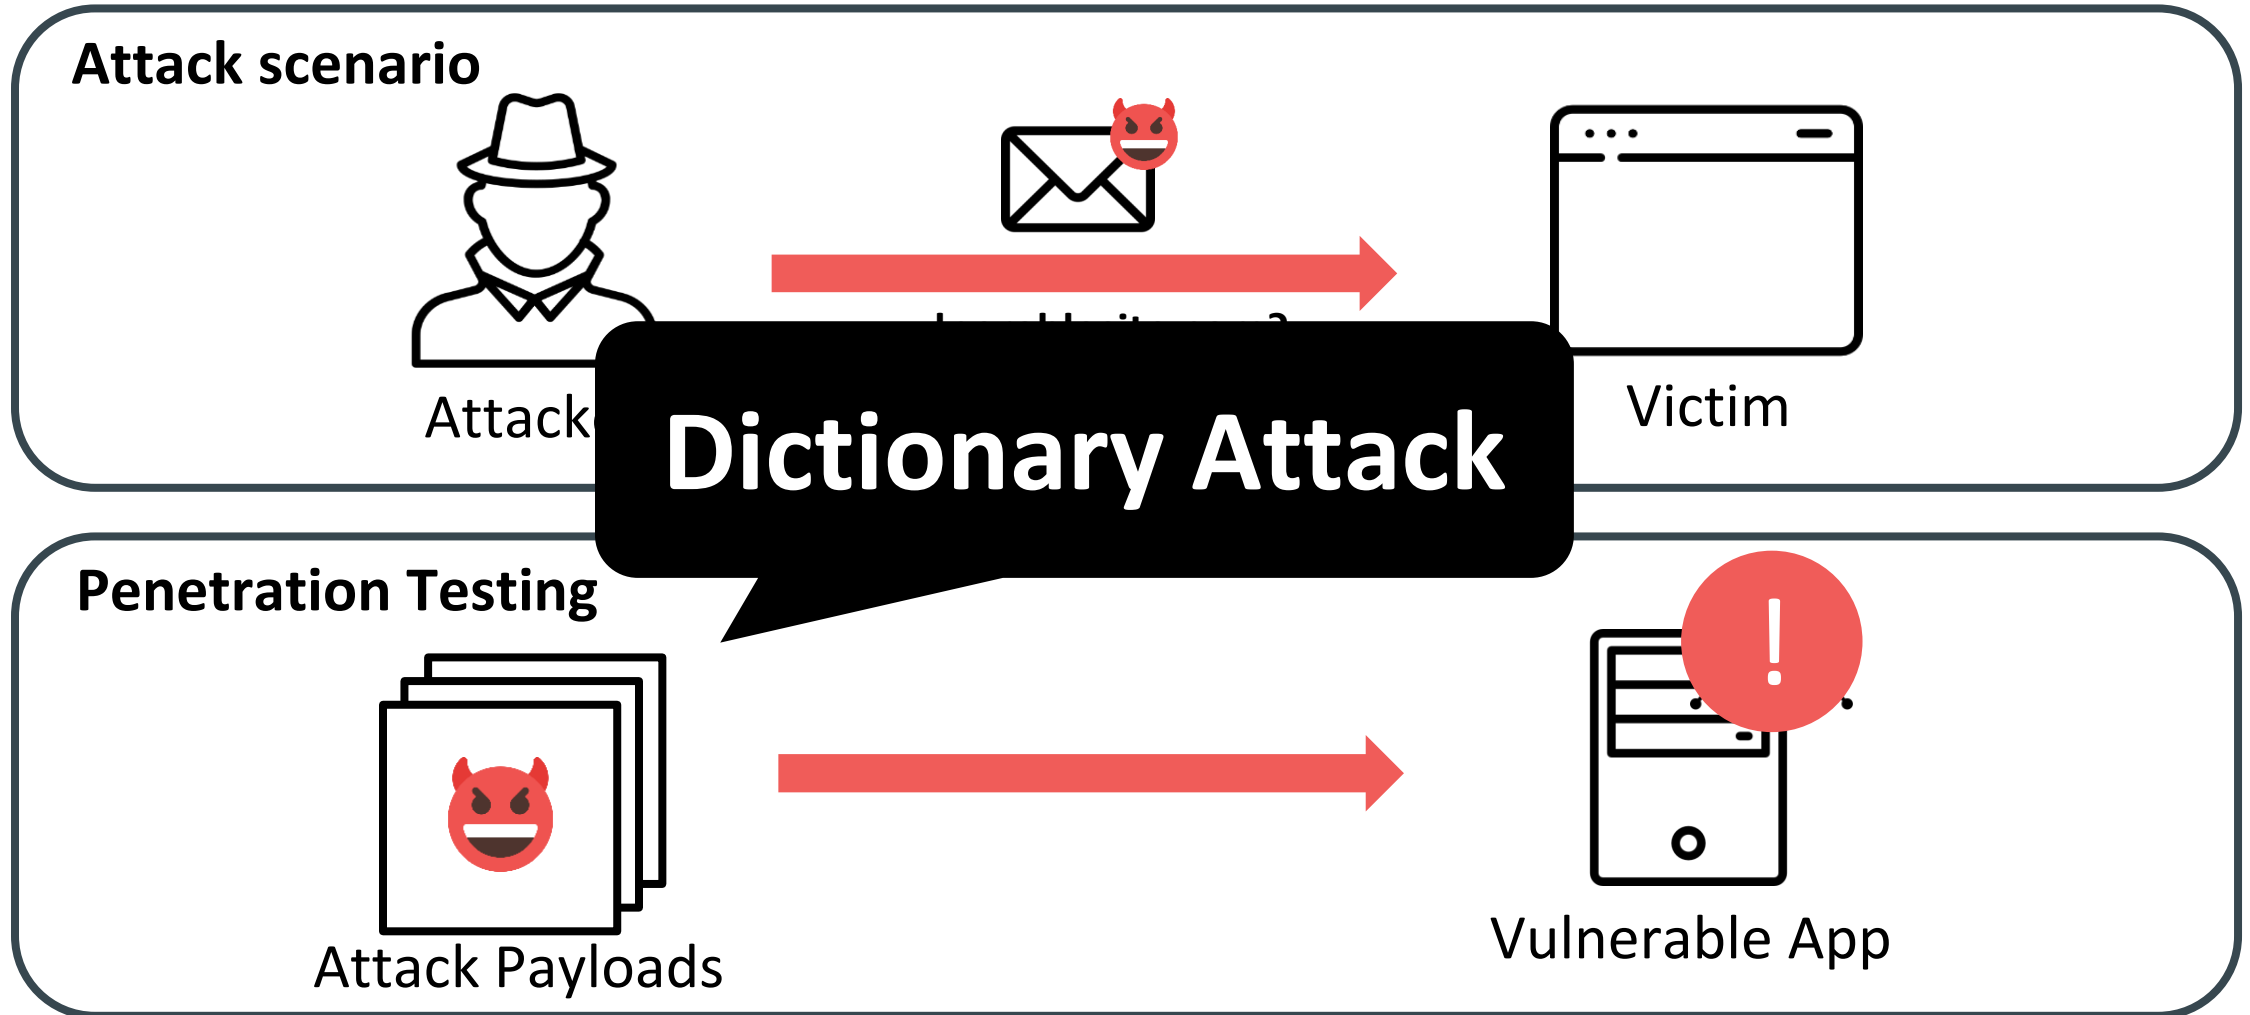 Attack scenario
Victim
Dictionary Attack
Penetration Testing
!
Attack Payloads
Vulnerable App